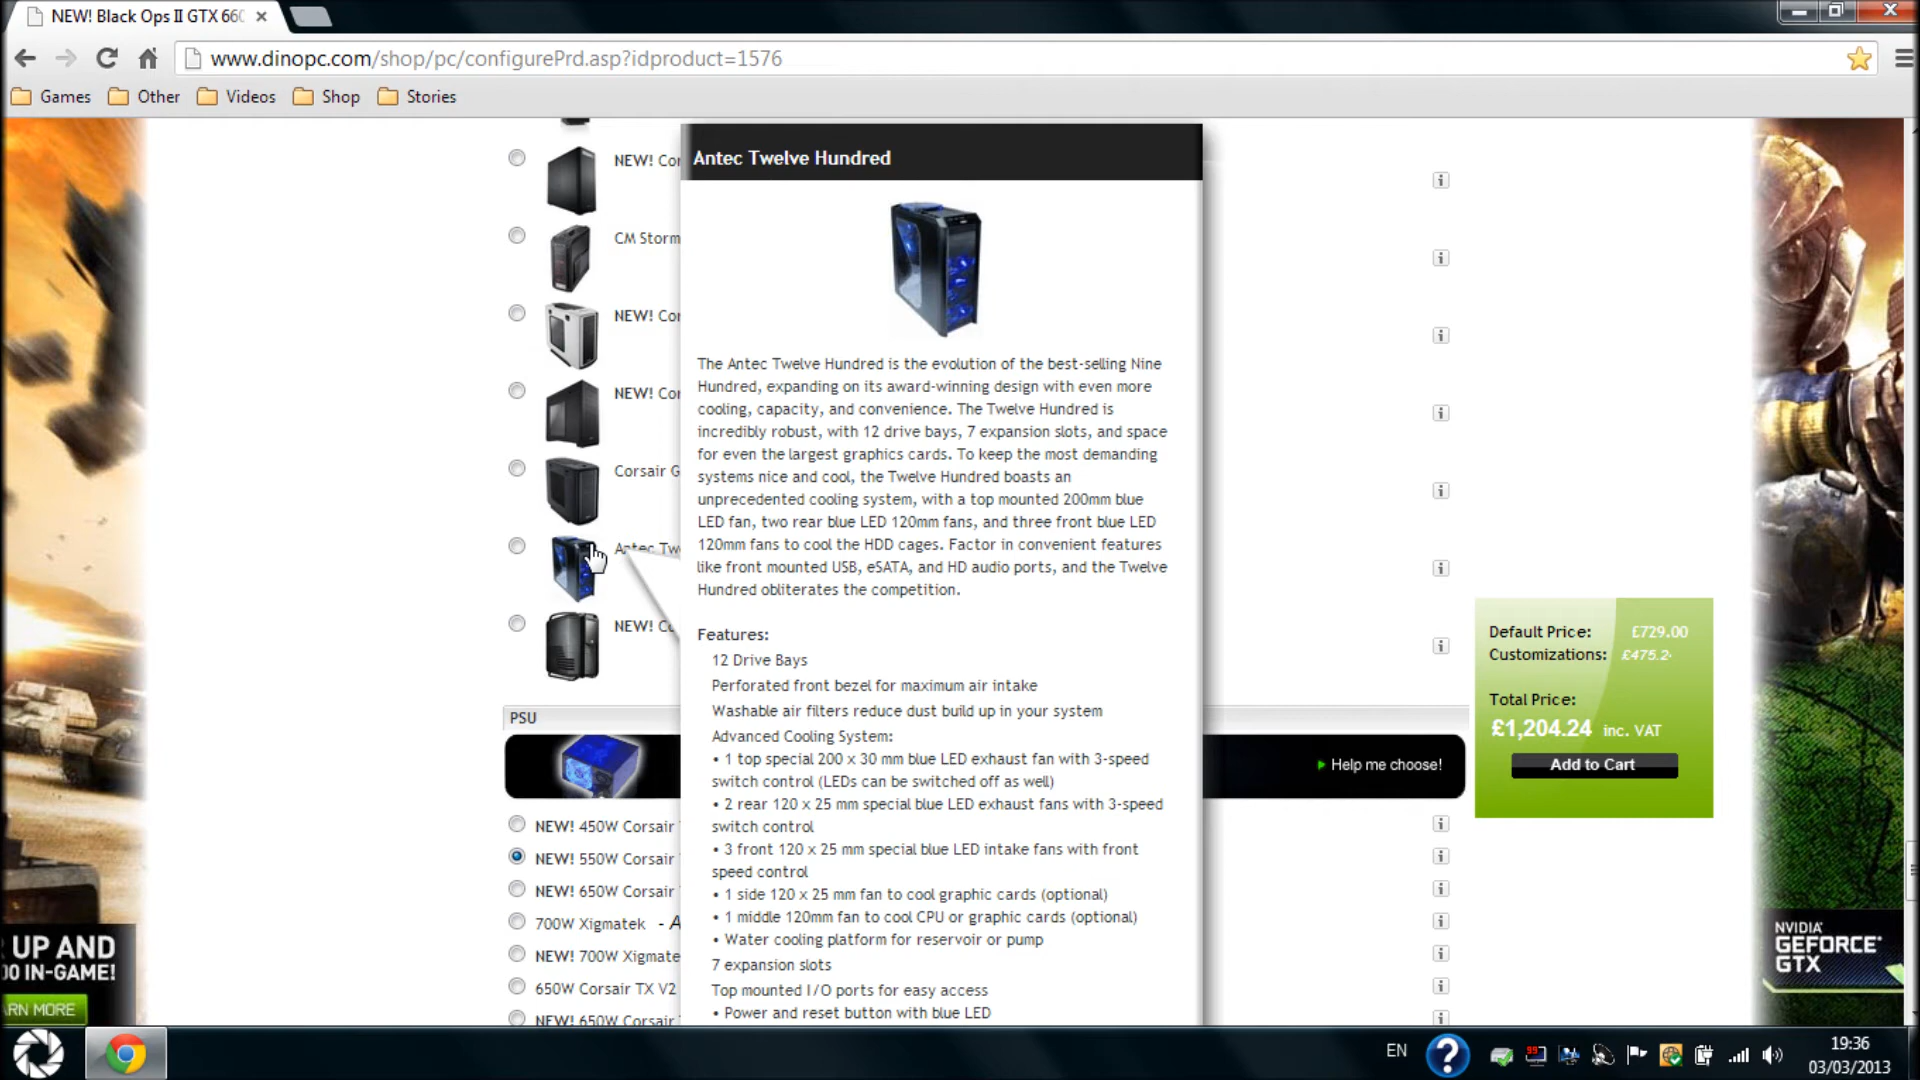 NEW! Black Ops II GTX 660
www.dinopc.com/shop/pc/configurePrd.asp?idproduct=1576
Games
Other
Videos
Shop
Stories
NEW! Cor
CM Storm
NEW! Cor
NEW! Cor
Corsair G
Antec Tw
NEW! Co
Antec Twelve Hundred
The Antec Twelve Hundred is the evolution of the best-selling Nine
Hundred, expanding on its award-winning design with even more
cooling, capacity, and convenience. The Twelve Hundred is
incredibly robust, with 12 drive bays, 7 expansion slots, and space
for even the largest graphics cards. To keep the most demanding
systems nice and cool, the Twelve Hundred boasts an
unprecedented cooling system, with a top mounted 200mm blue
LED fan, two rear blue LED 120mm fans, and three front blue LED
120mm fans to cool the HDD cages. Factor in convenient features
like front mounted USB, eSATA, and HD audio ports, and the Twelve
Hundred obliterates the competition.
Features:
12 Drive Bays
Perforated front bezel for maximum air intake
Washable air filters reduce dust build up in your system
Advanced Cooling System:
• 1 top special 200 x 30 mm blue LED exhaust fan with 3-speed
switch control (LEDs can be switched off as well)
• 2 rear 120 x 25 mm special blue LED exhaust fans with 3-speed
switch control
• 3 front 120 x 25 mm special blue LED intake fans with front
speed control
• 1 side 120 x 25 mm fan to cool graphic cards (optional)
• 1 middle 120mm fan to cool CPU or graphic cards (optional)
• Water cooling platform for reservoir or pump
7 expansion slots
Top mounted I/O ports for easy access
• Power and reset button with blue LED
PSU
Help me choose!
NEW! 450W Corsair
NEW! 550W Corsair
NEW! 650W Corsair
700W Xigmatek - A
NEW! 700W Xigmate
650W Corsair TX V2
NEW! 650W Corsair
Default Price: £729.00
Customizations: £475.2
Total Price:
£1,204.24 inc. VAT
Add to Cart
UP AND
00 IN-GAME!
ARN MORE
NVIDIA
GEFORCE
GTX
EN
99
19:36
03/03/2013